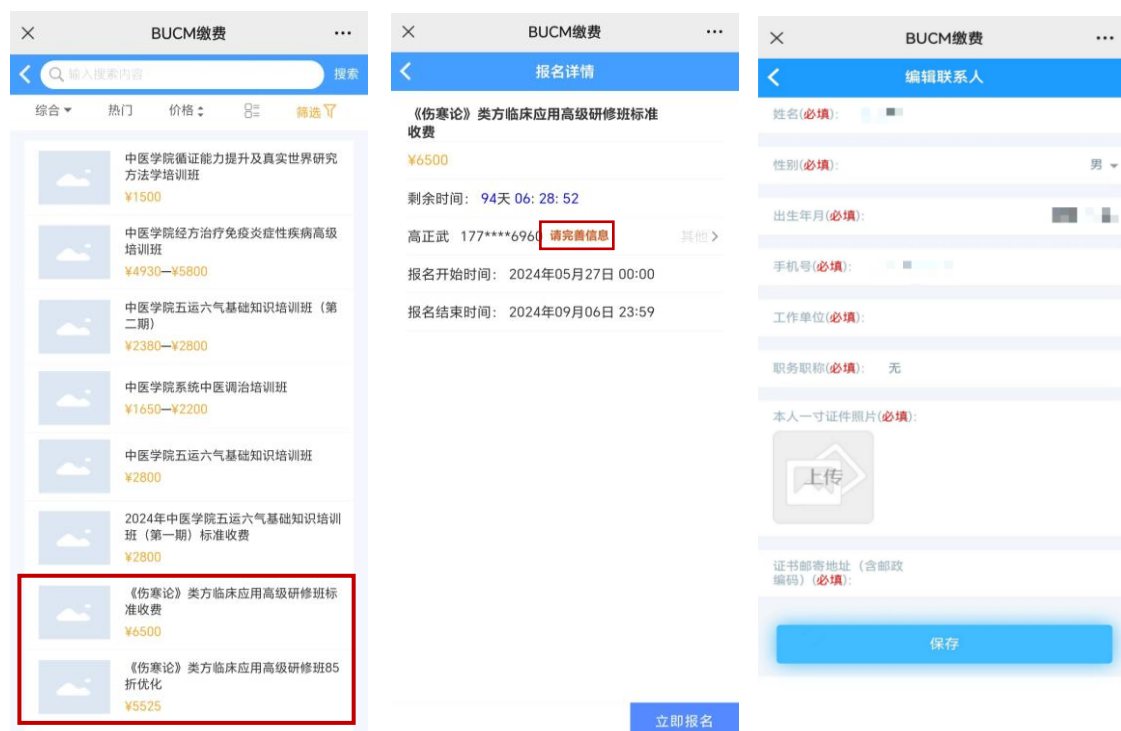 BUCM缴费
输入搜索内容
搜索
综合
热门
价格
筛选
中医学院循证能力提升及真实世界研究
方法学培训班
¥1500
中医学院经方治疗免疫炎症性疾病高级
培训班
¥4930—¥5800
中医学院五运六气基础知识培训班（第
二期）
¥2380—¥2800
中医学院系统中医调治培训班
¥1650—¥2200
中医学院五运六气基础知识培训班
¥2800
2024年中医学院五运六气基础知识培训
班（第一期）标准收费
¥2800
《伤寒论》类方临床应用高级研修班标
准收费
¥6500
《伤寒论》类方临床应用高级研修班85
折优化
¥5525
BUCM缴费
报名详情
《伤寒论》类方临床应用高级研修班标准
收费
¥6500
剩余时间： 94天 06: 28: 52
高正武 177****6960 请完善信息 其他
报名开始时间： 2024年05月27日 00:00
报名结束时间： 2024年09月06日 23:59
立即报名
BUCM缴费
编辑联系人
姓名(必填):
性别(必填): 男
出生年月(必填):
手机号(必填):
工作单位(必填):
职务职称(必填): 无
本人一寸证件照片(必填):
上传
证书邮寄地址（含邮政
编码）(必填):
保存